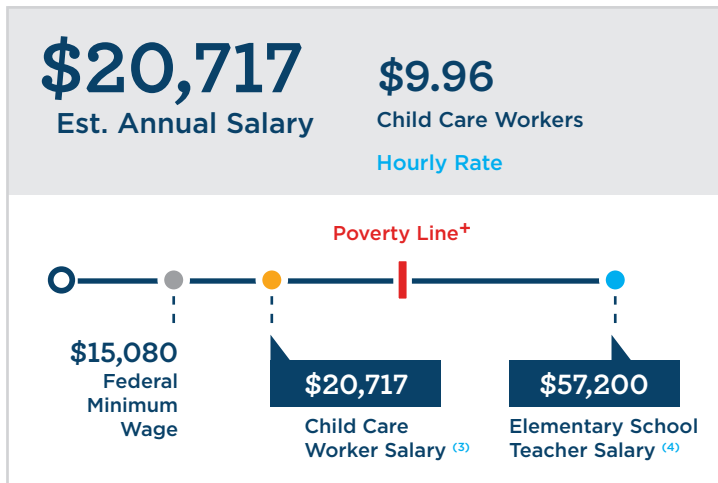 $20,717
Est. Annual Salary
$9.96
Child Care Workers
Hourly Rate
Poverty Line+
$15,080
Federal
Minimum
Wage
$20,717
Child Care
Worker Salary (3)
$57,200
Elementary School
Teacher Salary (4)